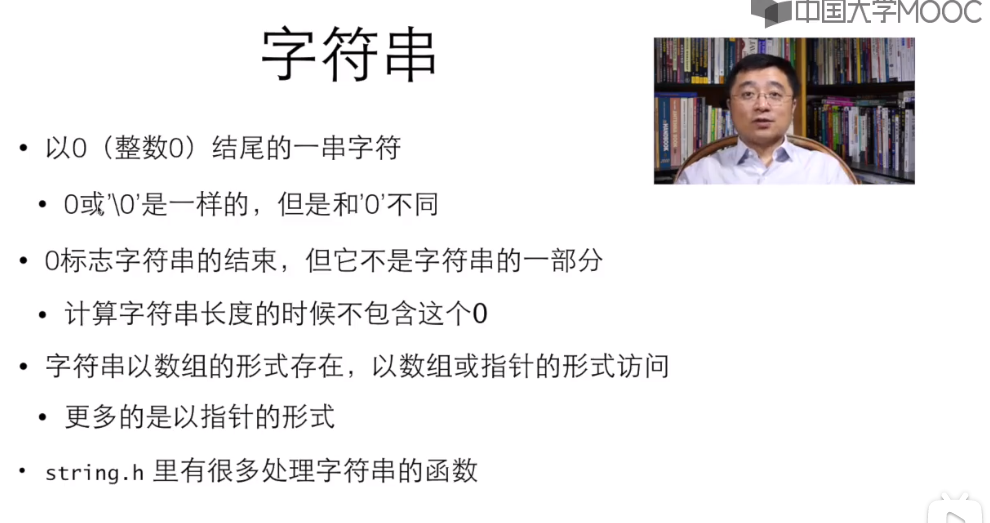 中国大学MOOC
字符串
以0（整数0）结尾的一串字符
0或'\0'是一样的，但是和'0'不同
0标志字符串的结束，但它不是字符串的一部分
计算字符串长度的时候不包含这个0
字符串以数组的形式存在，以数组或指针的形式访问
更多的是以指针的形式
string.h 里有很多处理字符串的函数